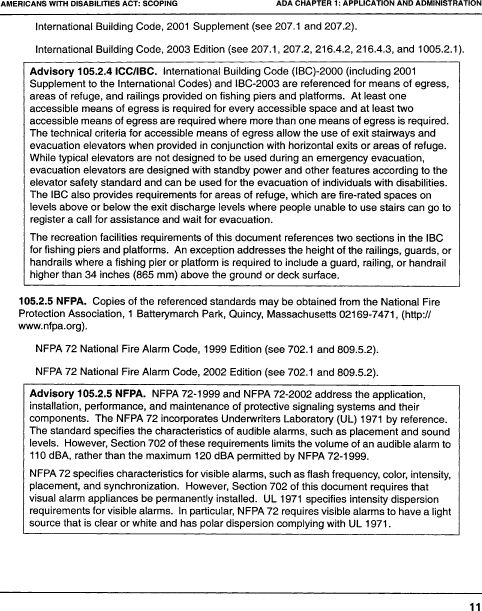 AMERICANS WITH DISABILITIES ACT: SCOPING ADA CHAPTER 1: APPLICATION AND ADMINISTRATION
International Building Code, 2001 Supplement (see 207.1 and 207.2).
International Building Code, 2003 Edition (see 207.1, 207.2, 216.4.2, 216.4.3, and 1005.2.1).
Advisory 105.2.4 ICC/IBC. International Building Code (IBC)-2000 (including 2001
Supplement to the International Codes) and IBC-2003 are referenced for means of egress,
areas of refuge, and railings provided on fishing piers and platforms. At least one
accessible means of egress is required for every accessible space and at least two
accessible means of egress are required where more than one means of egress is required.
The technical criteria for accessible means of egress allow the use of exit stairways and
evacuation elevators when provided in conjunction with horizontal exits or areas of refuge.
While typical elevators are not designed to be used during an emergency evacuation,
evacuation elevators are designed with standby power and other features according to the
elevator safety standard and can be used for the evacuation of individuals with disabilities.
The IBC also provides requirements for areas of refuge, which are fire-rated spaces on
levels above or below the exit discharge levels where people unable to use stairs can go to
register a call for assistance and wait for evacuation.
The recreation facilities requirements of this document references two sections in the IBC
for fishing piers and platforms. An exception addresses the height of the railings, guards, or
handrails where a fishing pier or platform is required to include a guard, railing, or handrail
higher than 34 inches (865 mm) above the ground or deck surface.
105.2.5 NFPA. Copies of the referenced standards may be obtained from the National Fire
Protection Association, 1 Batterymarch Park, Quincy, Massachusetts 02169-7471, (http://
www.nfpa.org).
NFPA 72 National Fire Alarm Code, 1999 Edition (see 702.1 and 809.5.2).
NFPA 72 National Fire Alarm Code, 2002 Edition (see 702.1 and 809.5.2).
Advisory 105.2.5 NFPA. NFPA 72-1999 and NFPA 72-2002 address the application,
installation, performance, and maintenance of protective signaling systems and their
components. The NFPA 72 incorporates Underwriters Laboratory (UL) 1971 by reference.
The standard specifies the characteristics of audible alarms, such as placement and sound
levels. However, Section 702 of these requirements limits the volume of an audible alarm to
110 dBA, rather than the maximum 120 dBA permitted by NFPA 72-1999.
NFPA 72 specifies characteristics for visible alarms, such as flash frequency, color, intensity,
placement, and synchronization. However, Section 702 of this document requires that
visual alarm appliances be permanently installed. UL 1971 specifies intensity dispersion
requirements for visible alarms. In particular, NFPA 72 requires visible alarms to have a light
source that is clear or white and has polar dispersion complying with UL 1971.
11